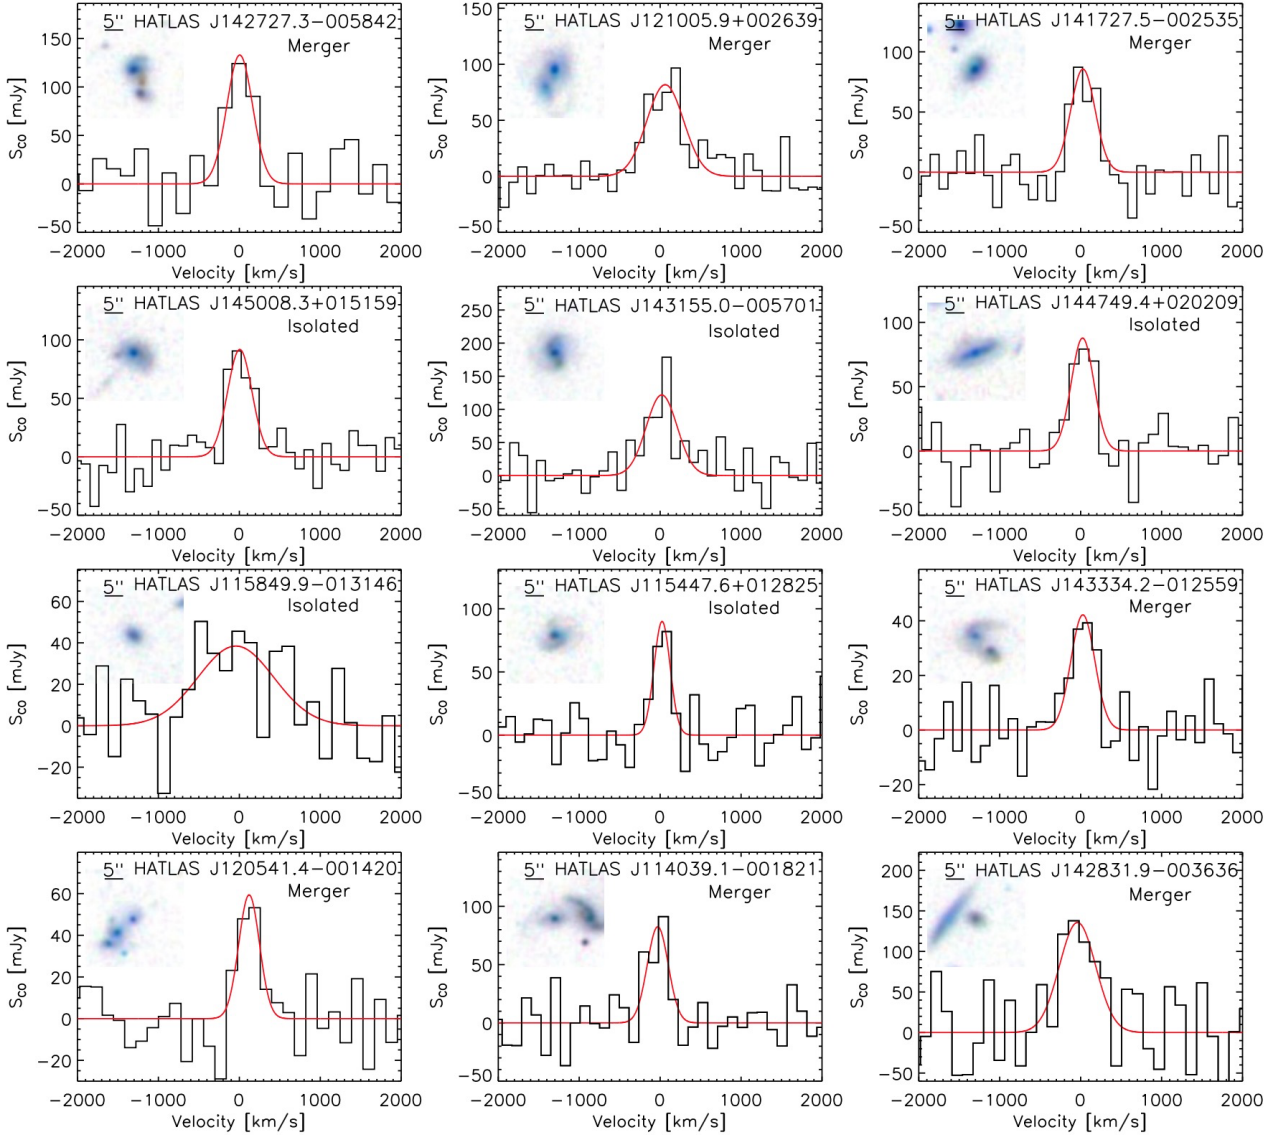 5'' HATLAS J142727.3−005842
Merger
150
100
50
0
−50
S_CO [mJy]
−2000 −1000 0 1000 2000
Velocity [km/s]
5'' HATLAS J121005.9+002639
Merger
150
100
50
0
−50
S_CO [mJy]
−2000 −1000 0 1000 2000
Velocity [km/s]
5'' HATLAS J141727.5−002535
Merger
100
50
0
−50
S_CO [mJy]
−2000 −1000 0 1000 2000
Velocity [km/s]
5'' HATLAS J145008.3+015159
Isolated
100
50
0
−50
S_CO [mJy]
−2000 −1000 0 1000 2000
Velocity [km/s]
5'' HATLAS J143155.0−005701
Isolated
250
200
150
100
50
0
−50
S_CO [mJy]
−2000 −1000 0 1000 2000
Velocity [km/s]
5'' HATLAS J144749.4+020209
Isolated
100
50
0
−50
S_CO [mJy]
−2000 −1000 0 1000 2000
Velocity [km/s]
5'' HATLAS J115849.9−013146
Isolated
60
40
20
0
−20
S_CO [mJy]
−2000 −1000 0 1000 2000
Velocity [km/s]
5'' HATLAS J115447.6+012825
Isolated
100
50
0
−50
S_CO [mJy]
−2000 −1000 0 1000 2000
Velocity [km/s]
5'' HATLAS J143334.2−012559
Merger
40
20
0
−20
S_CO [mJy]
−2000 −1000 0 1000 2000
Velocity [km/s]
5'' HATLAS J120541.4−001420
Merger
60
40
20
0
−20
S_CO [mJy]
−2000 −1000 0 1000 2000
Velocity [km/s]
5'' HATLAS J114039.1−001821
Merger
100
50
0
−50
S_CO [mJy]
−2000 −1000 0 1000 2000
Velocity [km/s]
5'' HATLAS J142831.9−003636
Merger
200
150
100
50
0
−50
S_CO [mJy]
−2000 −1000 0 1000 2000
Velocity [km/s]